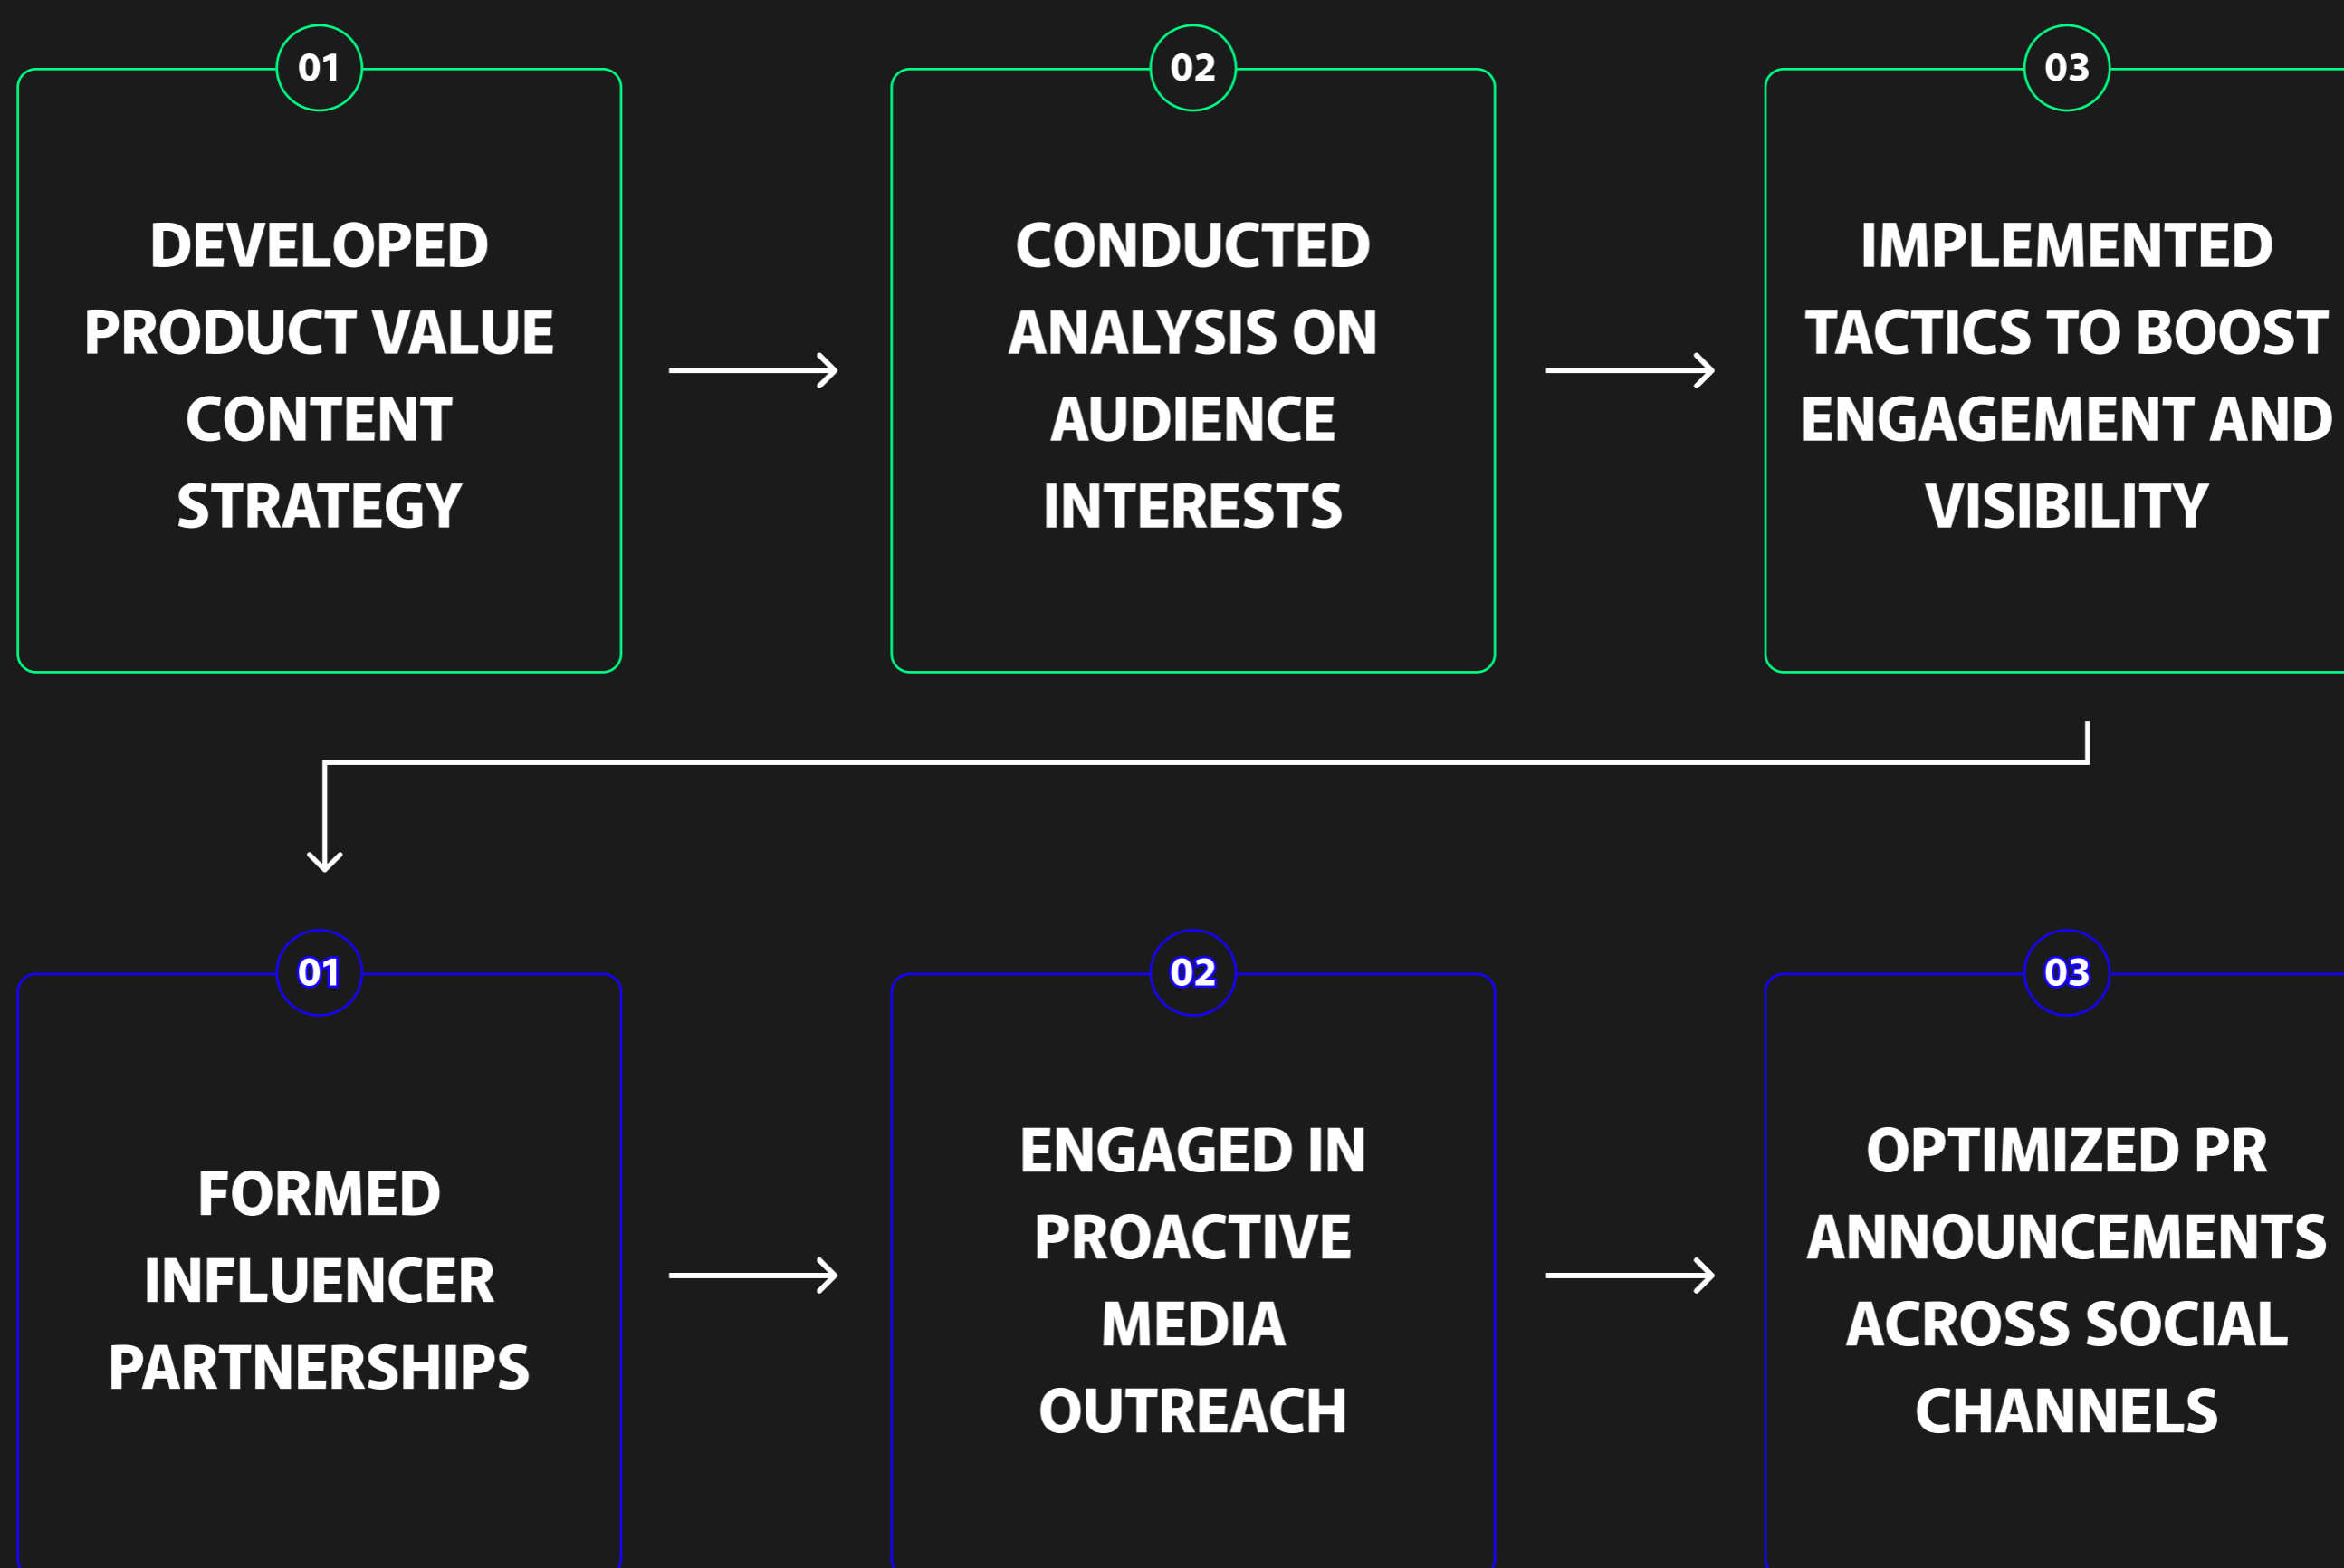 01
DEVELOPED
PRODUCT VALUE
CONTENT
STRATEGY
02
CONDUCTED
ANALYSIS ON
AUDIENCE
INTERESTS
03
IMPLEMENTED
TACTICS TO BOOST
ENGAGEMENT AND
VISIBILITY
01
FORMED
INFLUENCER
PARTNERSHIPS
02
ENGAGED IN
PROACTIVE
MEDIA
OUTREACH
03
OPTIMIZED PR
ANNOUNCEMENTS
ACROSS SOCIAL
CHANNELS